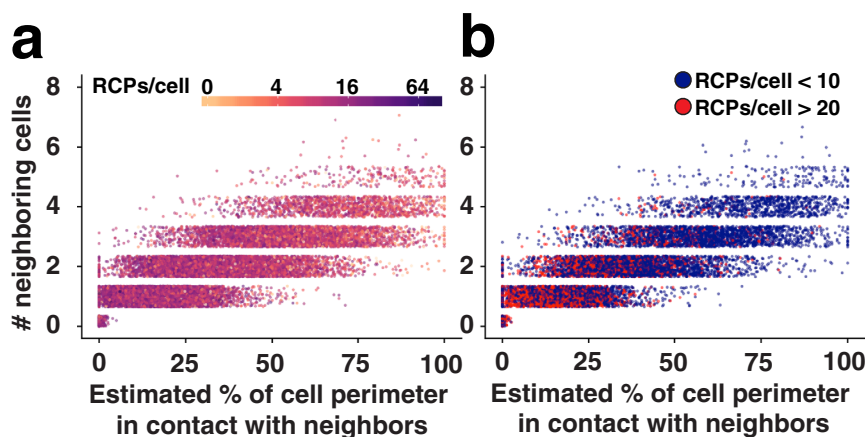 a
RCPs/cell 0 4 16 64
8
6
4
2
0
# neighboring cells
0 25 50 75 100
Estimated % of cell perimeter
in contact with neighbors
b
RCPs/cell < 10
RCPs/cell > 20
8
6
4
2
0
0 25 50 75 100
Estimated % of cell perimeter
in contact with neighbors